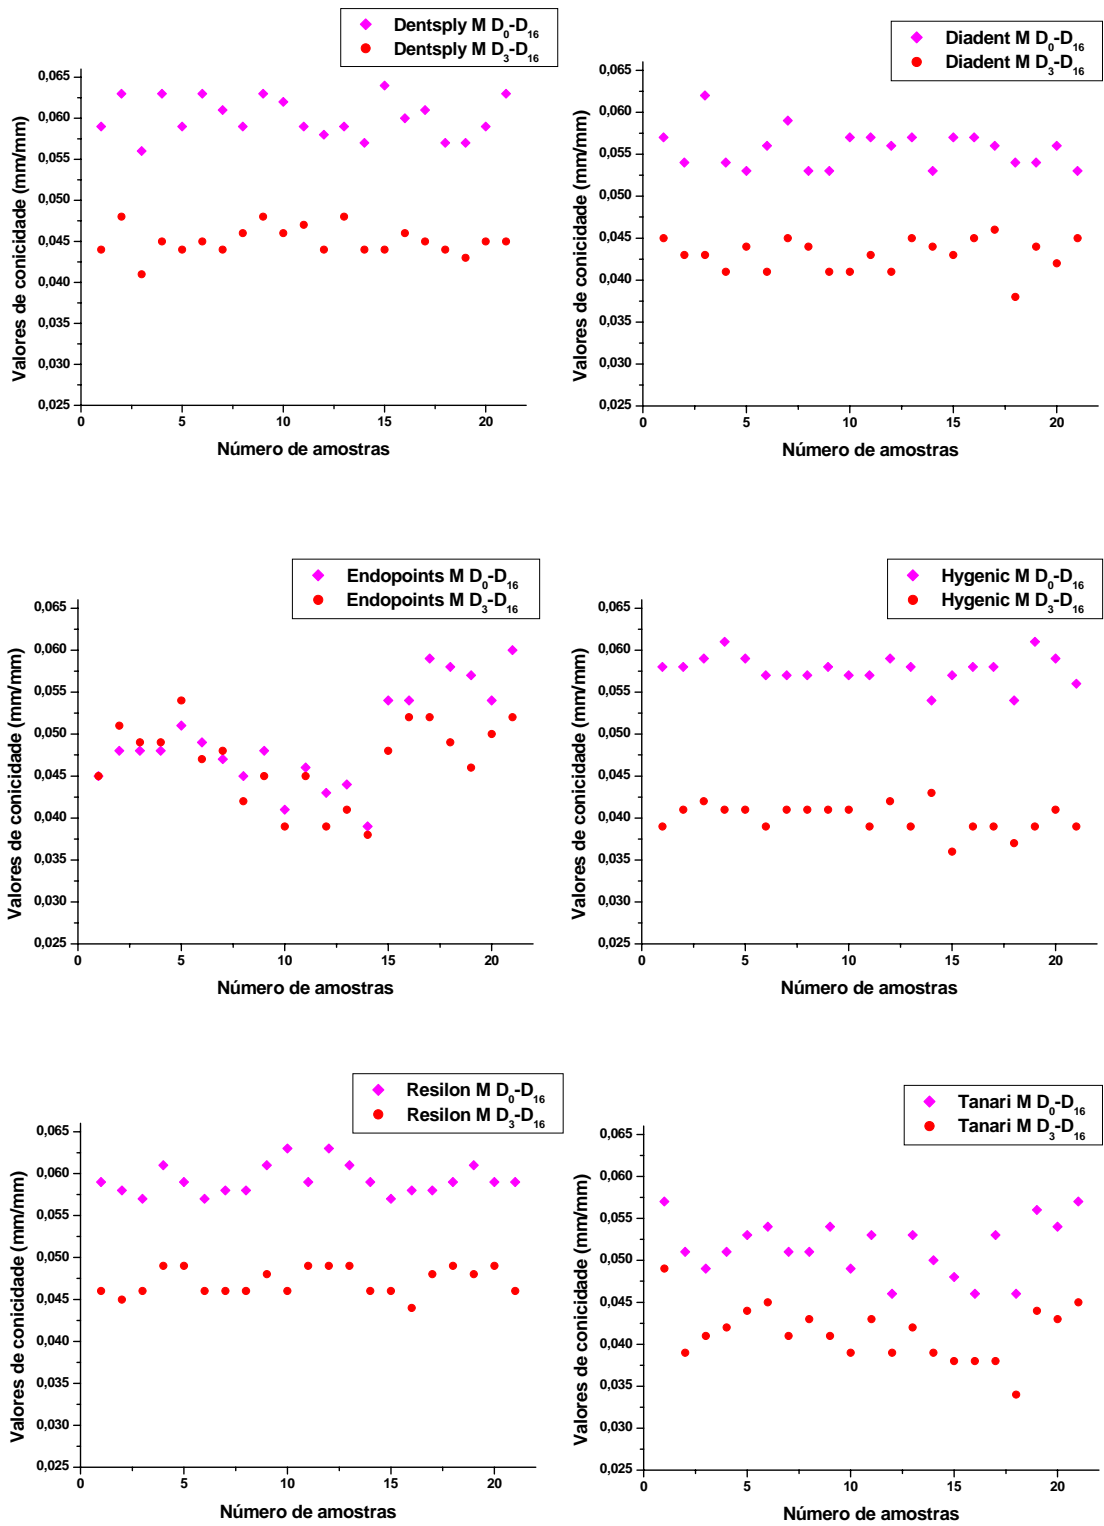 Dentsply M D0-D16
Dentsply M D3-D16
Valores de conicidade (mm/mm)
0,065
0,060
0,055
0,050
0,045
0,040
0,035
0,030
0,025
0 5 10 15 20
Número de amostras
Diadent M D0-D16
Diadent M D3-D16
Valores de conicidade (mm/mm)
0,065
0,060
0,055
0,050
0,045
0,040
0,035
0,030
0,025
0 5 10 15 20
Número de amostras
Endopoints M D0-D16
Endopoints M D3-D16
Valores de conicidade (mm/mm)
0,065
0,060
0,055
0,050
0,045
0,040
0,035
0,030
0,025
0 5 10 15 20
Número de amostras
Hygenic M D0-D16
Hygenic M D3-D16
Valores de conicidade (mm/mm)
0,065
0,060
0,055
0,050
0,045
0,040
0,035
0,030
0,025
0 5 10 15 20
Número de amostras
Resilon M D0-D16
Resilon M D3-D16
Valores de conicidade (mm/mm)
0,065
0,060
0,055
0,050
0,045
0,040
0,035
0,030
0,025
0 5 10 15 20
Número de amostras
Tanari M D0-D16
Tanari M D3-D16
Valores de conicidade (mm/mm)
0,065
0,060
0,055
0,050
0,045
0,040
0,035
0,030
0,025
0 5 10 15 20
Número de amostras